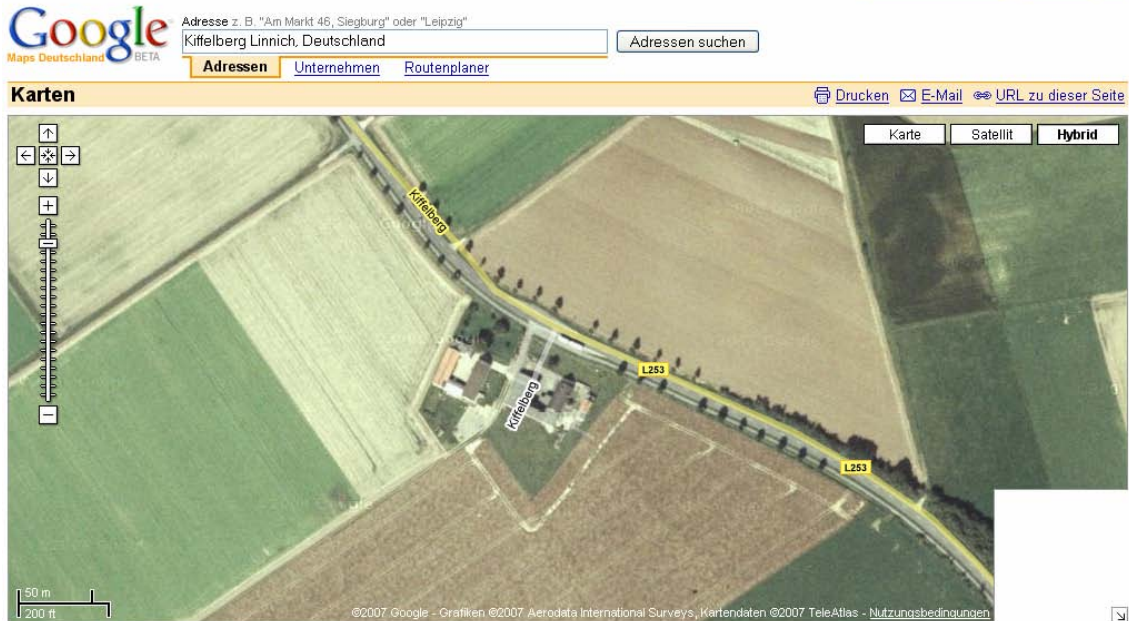 Google
Maps Deutschland BETA
Adresse z. B. "Am Markt 46, Siegburg" oder "Leipzig"
Kiffelberg Linnich, Deutschland
Adressen suchen
Adressen Unternehmen Routenplaner
Karten
Drucken E-Mail URL zu dieser Seite
Karte Satellit Hybrid
Kiffelberg
L253
Kiffelberg
L253
50 m
200 ft
©2007 Google - Grafiken ©2007 Aerodata International Surveys, Kartendaten ©2007 TeleAtlas - Nutzungsbedingungen